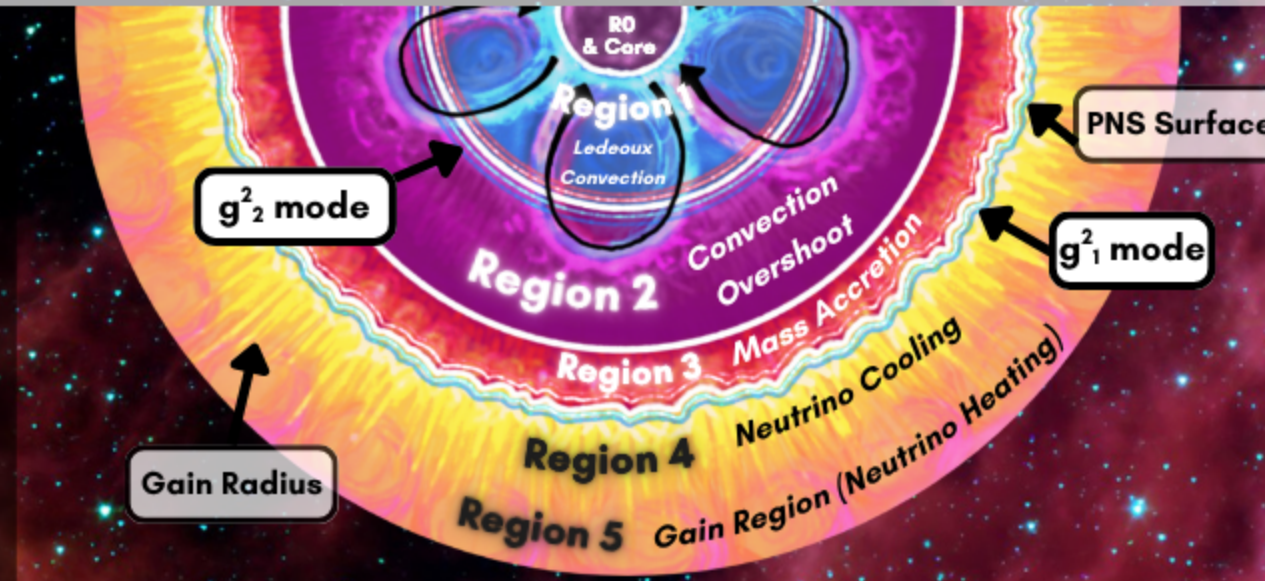 R0
& Core
Region 1
Ledeoux
Convection
PNS Surface
g²₂ mode
g²₁ mode
Convection
Overshoot
Region 2
Mass Accretion
Region 3
Neutrino Cooling
Region 4
Gain Radius
Gain Region (Neutrino Heating)
Region 5